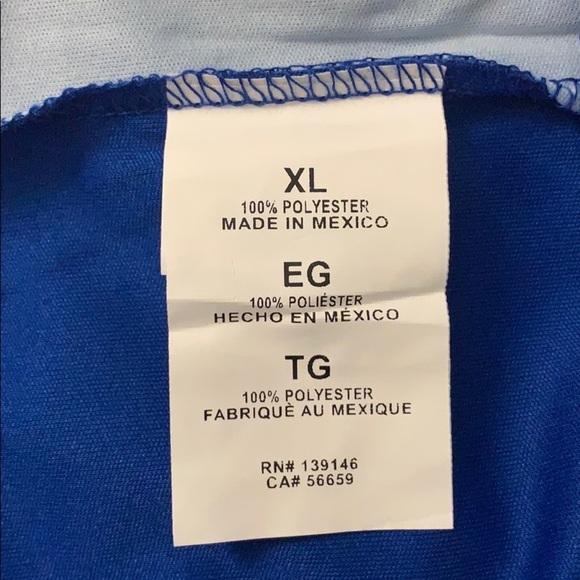 XL
100% POLYESTER
MADE IN MEXICO
EG
100% POLIÉSTER
HECHO EN MÉXICO
TG
100% POLYESTER
FABRIQUÈ AU MEXIQUE
RN# 139146
CA# 56659